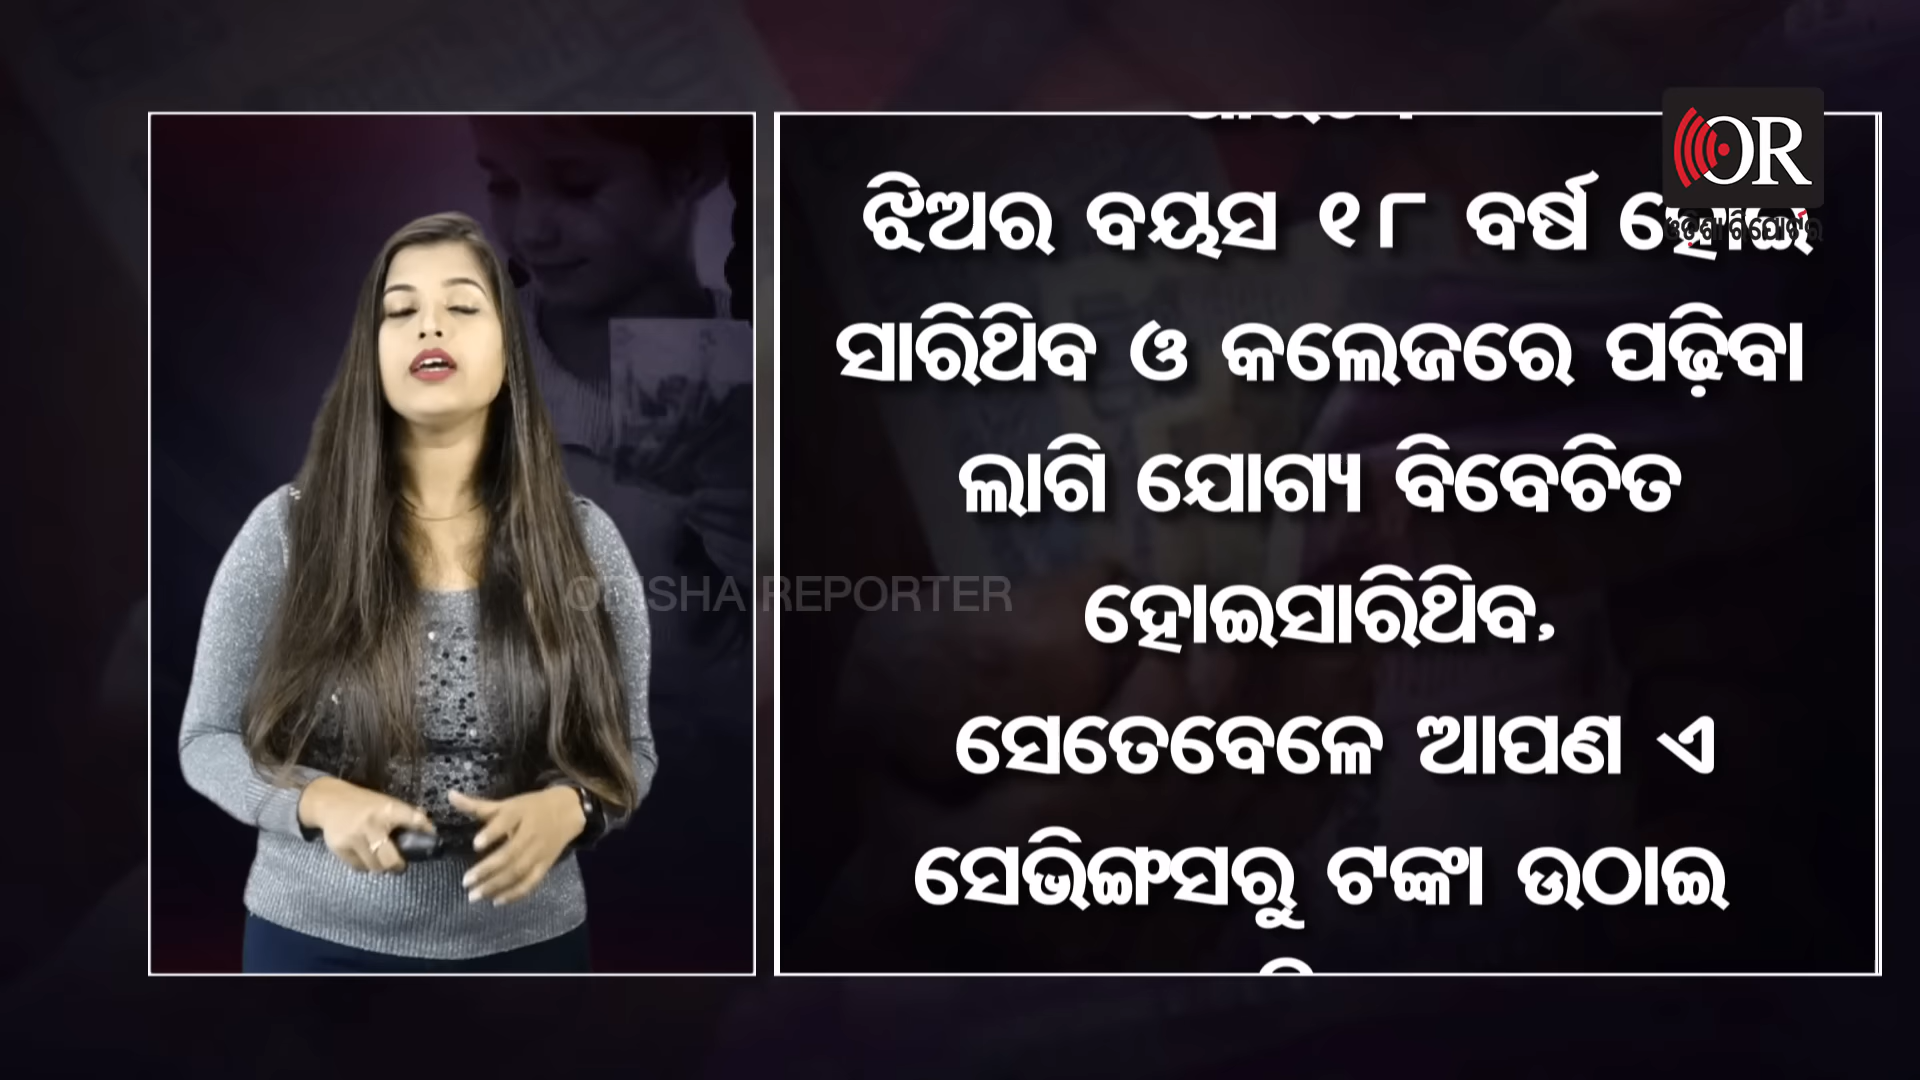 OR
ଝିଅର ବୟସ ୧୮ ବର୍ଷ
ସାରିଥିବ ଓ କଲେଜରେ ପଢ଼ିବା
ଲାଗି ଯୋଗ୍ୟ ବିବେଚିତ
ହୋଇସାରିଥିବ,
ସେତେବେଳେ ଆପଣ ଏ
ସେଭିଙ୍ଗସରୁ ଟଙ୍କା ଉଠାଇ
ODISHA REPORTER